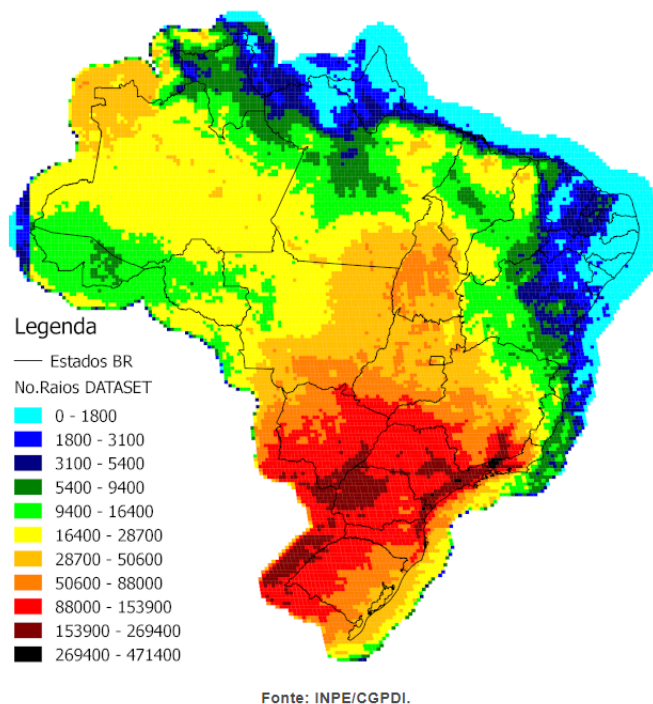 Legenda
Estados BR
No.Raios DATASET
0 - 1800
1800 - 3100
3100 - 5400
5400 - 9400
9400 - 16400
16400 - 28700
28700 - 50600
50600 - 88000
88000 - 153900
153900 - 269400
269400 - 471400
Fonte: INPE/CGPDI.